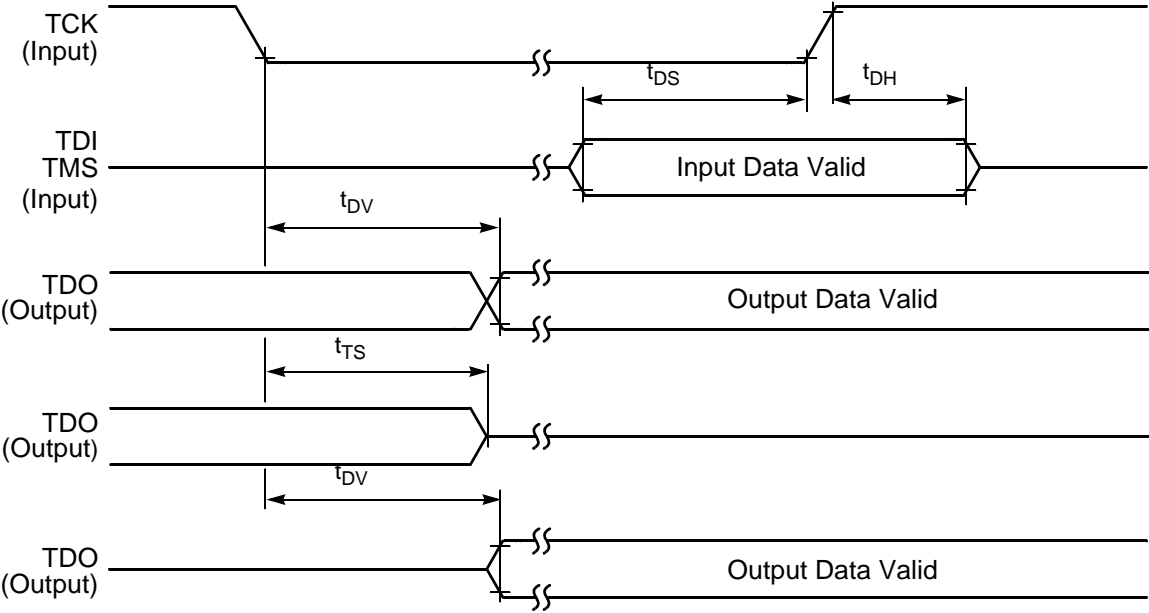 TCK
(Input)
tDS
tDH
TDI
TMS
(Input)
Input Data Valid
tDV
TDO
(Output)
Output Data Valid
tTS
TDO
(Output)
tDV
TDO
(Output)
Output Data Valid